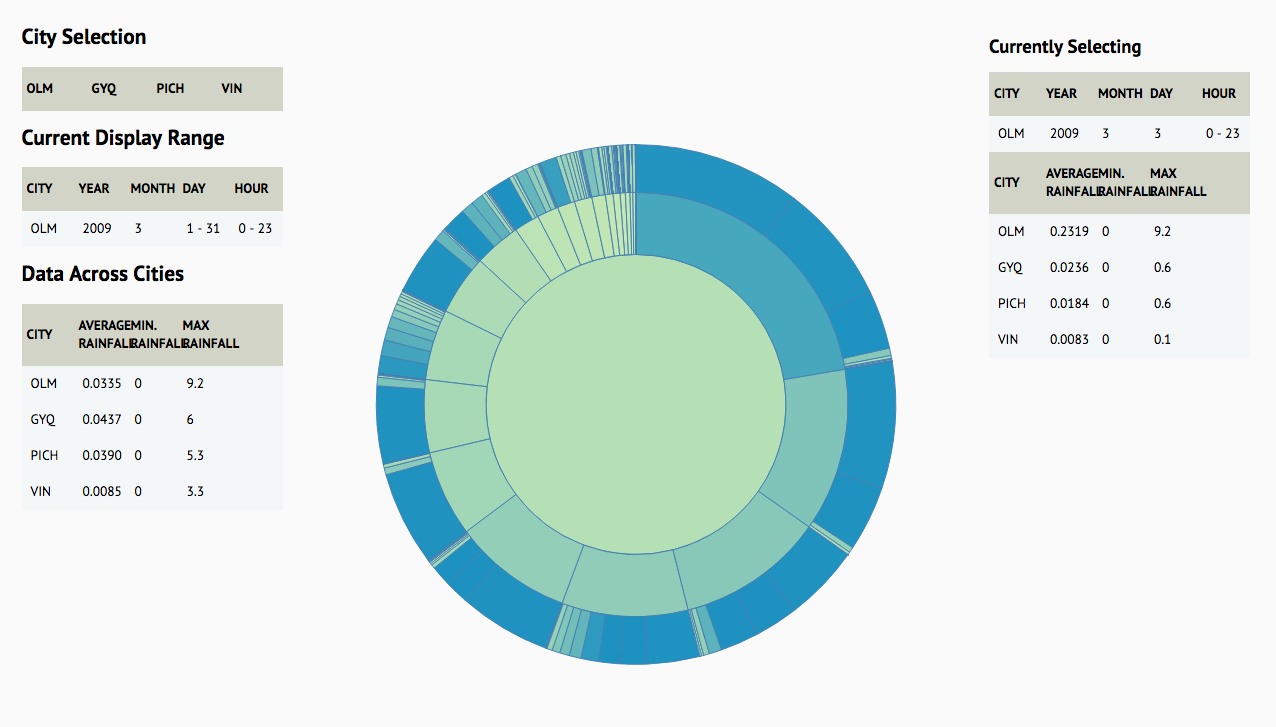 City Selection
OLM GYQ PICH VIN
Current Display Range
CITY YEAR MONTH DAY HOUR
OLM 2009 3 1 - 31 0 - 23
Data Across Cities
CITY AVERAGE RAINFALL MIN. RAINFALL MAX RAINFALL
OLM 0.0335 0 9.2
GYQ 0.0437 0 6
PICH 0.0390 0 5.3
VIN 0.0085 0 3.3
Currently Selecting
CITY YEAR MONTH DAY HOUR
OLM 2009 3 3 0 - 23
CITY AVERAGE RAINFALL MIN. RAINFALL MAX RAINFALL
OLM 0.2319 0 9.2
GYQ 0.0236 0 0.6
PICH 0.0184 0 0.6
VIN 0.0083 0 0.1